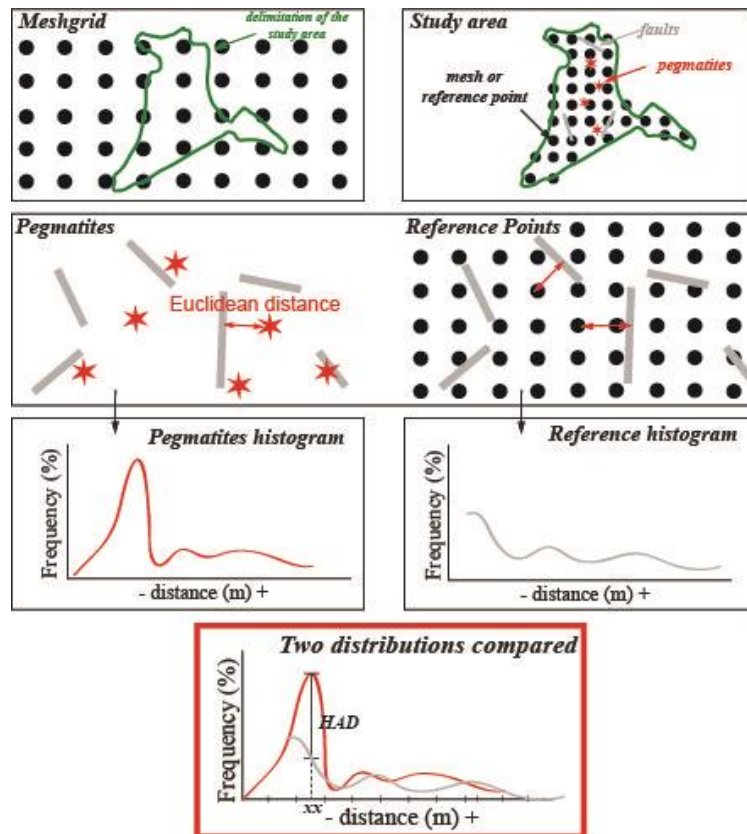 Meshgrid
delimitation of the
study area
Study area
faults
pegmatites
mesh or
reference point
Pegmatites
Euclidean distance
Reference Points
Pegmatites histogram
Frequency (%)
- distance (m) +
Reference histogram
Frequency (%)
- distance (m) +
Two distributions compared
Frequency (%)
HAD
xx
- distance (m) +